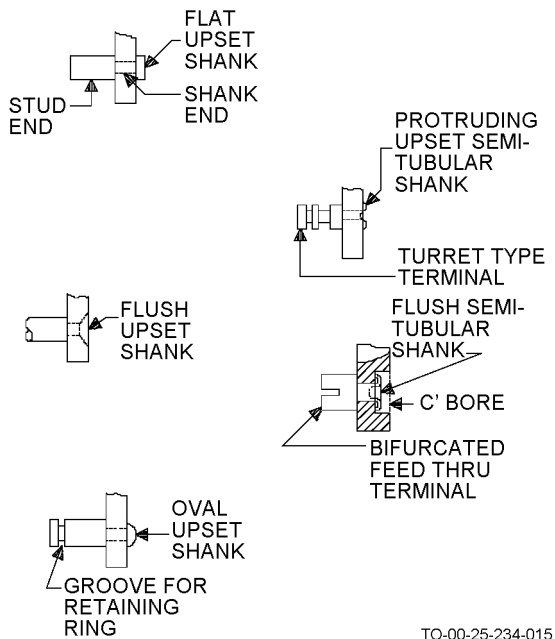 FLAT
UPSET
SHANK
STUD
END
SHANK
END
PROTRUDING
UPSET SEMI-
TUBULAR
SHANK
TURRET TYPE
TERMINAL
FLUSH
UPSET
SHANK
FLUSH SEMI-
TUBULAR
SHANK
C' BORE
BIFURCATED
FEED THRU
TERMINAL
OVAL
UPSET
SHANK
GROOVE FOR
RETAINING
RING
TO-00-25-234-015